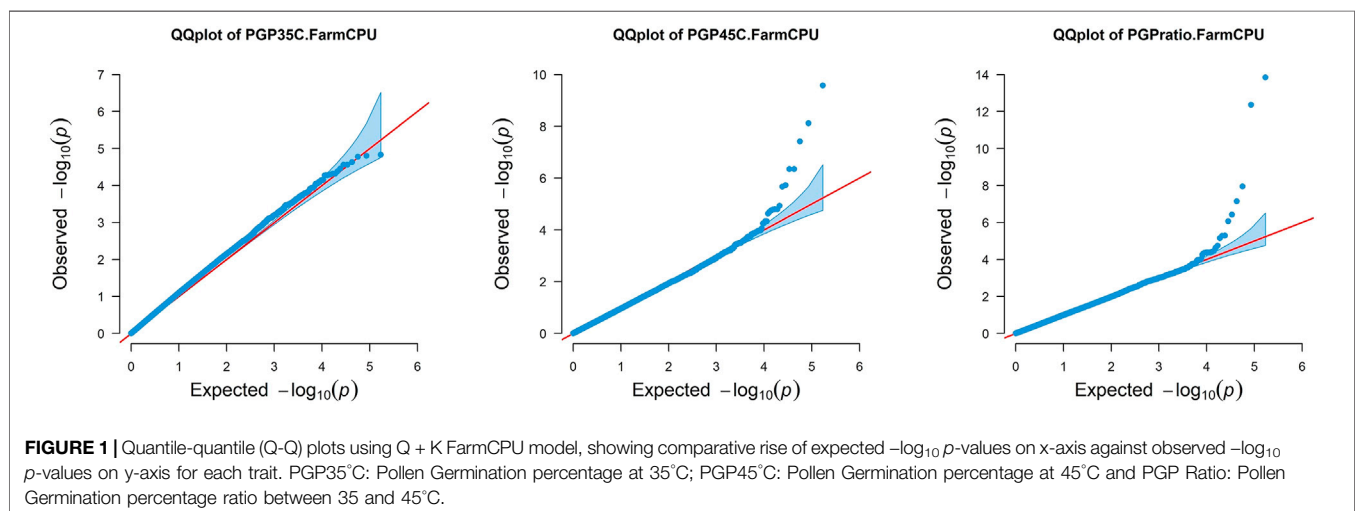 QQplot of PGP35C.FarmCPU
7
6
5
4
3
2
1
0
Observed −log10(p)
0 1 2 3 4 5 6
Expected −log10(p)
QQplot of PGP45C.FarmCPU
10
8
6
4
2
0
Observed −log10(p)
0 1 2 3 4 5 6
Expected −log10(p)
QQplot of PGPratio.FarmCPU
14
12
10
8
6
4
2
0
Observed −log10(p)
0 1 2 3 4 5 6
Expected −log10(p)
FIGURE 1 | Quantile-quantile (Q-Q) plots using Q + K FarmCPU model, showing comparative rise of expected −log10 p-values on x-axis against observed −log10
p-values on y-axis for each trait. PGP35°C: Pollen Germination percentage at 35°C; PGP45°C: Pollen Germination percentage at 45°C and PGP Ratio: Pollen
Germination percentage ratio between 35 and 45°C.